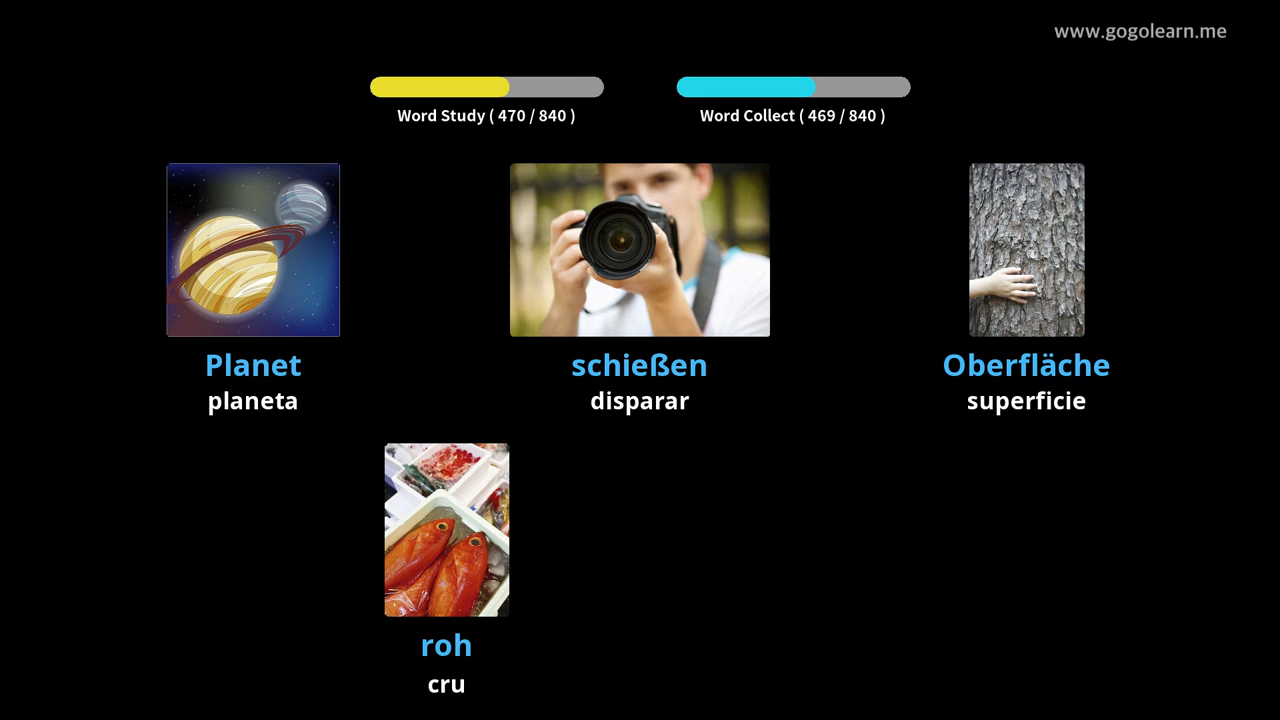 www.gogolearn.me
Word Study ( 470 / 840 )
Word Collect ( 469 / 840 )
Planet
planeta
schießen
disparar
Oberfläche
superficie
roh
cru